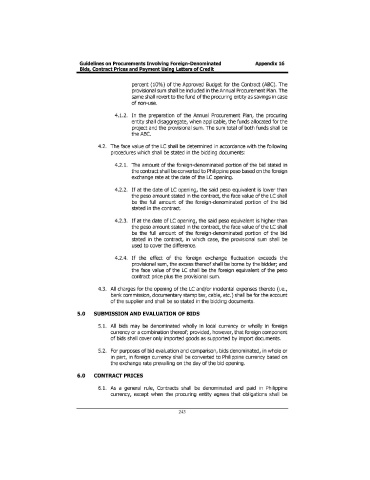 Guidelines on Procurements Involving Foreign-Denominated Appendix 16
Bids, Contract Prices and Payment Using Letters of Credit
percent (10%) of the Approved Budget for the Contract (ABC). The
provisional sum shall be included in the Annual Procurement Plan. The
same shall revert to the fund of the procuring entity as savings in case
of non-use.
4.1.2. In the preparation of the Annual Procurement Plan, the procuring
entity shall disaggregate, when applicable, the funds allocated for the
project and the provisional sum. The sum total of both funds shall be
the ABC.
4.2. The face value of the LC shall be determined in accordance with the following
procedures which shall be stated in the bidding documents:
4.2.1. The amount of the foreign-denominated portion of the bid stated in
the contract shall be converted to Philippine peso based on the foreign
exchange rate at the date of the LC opening.
4.2.2. If at the date of LC opening, the said peso equivalent is lower than
the peso amount stated in the contract, the face value of the LC shall
be the full amount of the foreign-denominated portion of the bid
stated in the contract.
4.2.3. If at the date of LC opening, the said peso equivalent is higher than
the peso amount stated in the contract, the face value of the LC shall
be the full amount of the foreign-denominated portion of the bid
stated in the contract, in which case, the provisional sum shall be
used to cover the difference.
4.2.4. If the effect of the foreign exchange fluctuation exceeds the
provisional sum, the excess thereof shall be borne by the bidder; and
the face value of the LC shall be the foreign equivalent of the peso
contract price plus the provisional sum.
4.3. All charges for the opening of the LC and/or incidental expenses thereto (i.e.,
bank commission, documentary stamp tax, cable, etc.) shall be for the account
of the supplier and shall be so stated in the bidding documents.
5.0 SUBMISSION AND EVALUATION OF BIDS
5.1. All bids may be denominated wholly in local currency or wholly in foreign
currency or a combination thereof; provided, however, that foreign component
of bids shall cover only imported goods as supported by import documents.
5.2. For purposes of bid evaluation and comparison, bids denominated, in whole or
in part, in foreign currency shall be converted to Philippine currency based on
the exchange rate prevailing on the day of the bid opening.
6.0 CONTRACT PRICES
6.1. As a general rule, Contracts shall be denominated and paid in Philippine
currency, except when the procuring entity agrees that obligations shall be
243